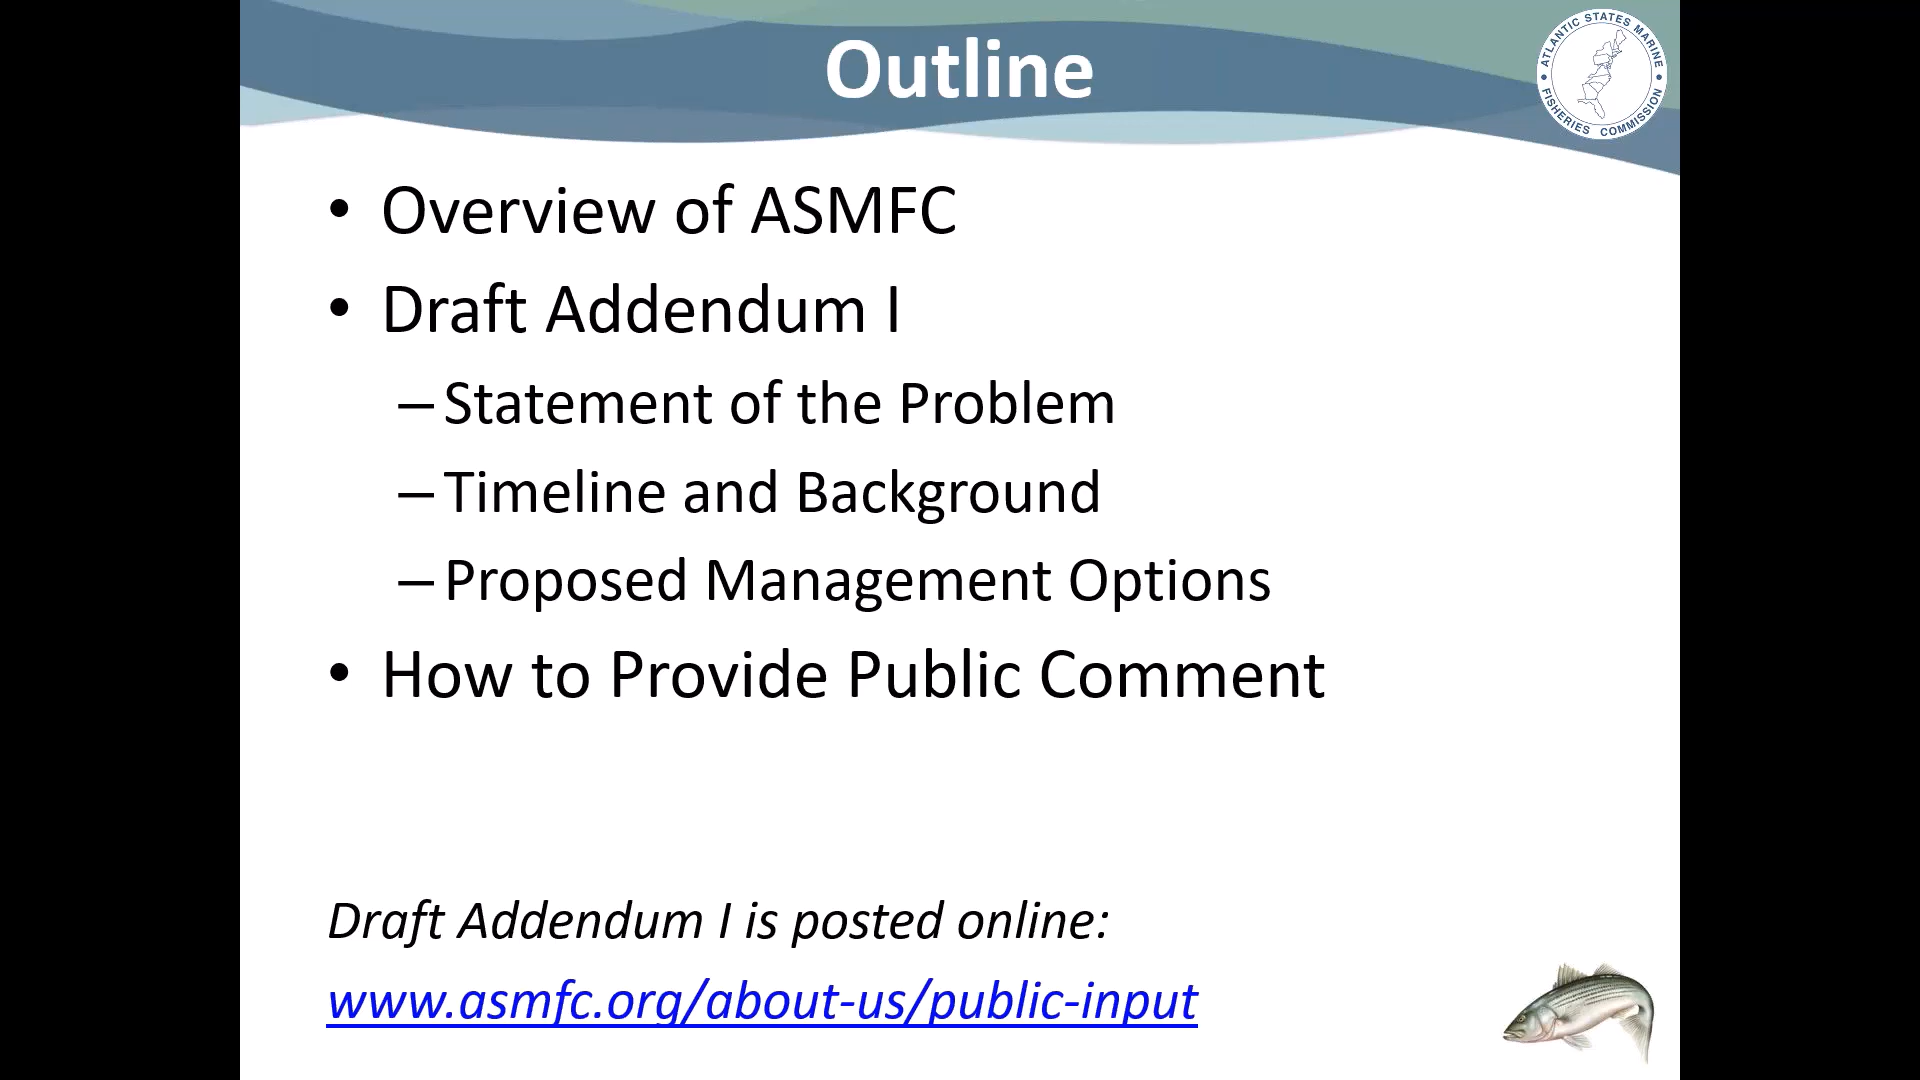 Outline
ATLANTIC STATES MARINE
FISHERIES COMMISSION
• Overview of ASMFC
• Draft Addendum I
– Statement of the Problem
– Timeline and Background
– Proposed Management Options
• How to Provide Public Comment
Draft Addendum I is posted online:
www.asmfc.org/about-us/public-input